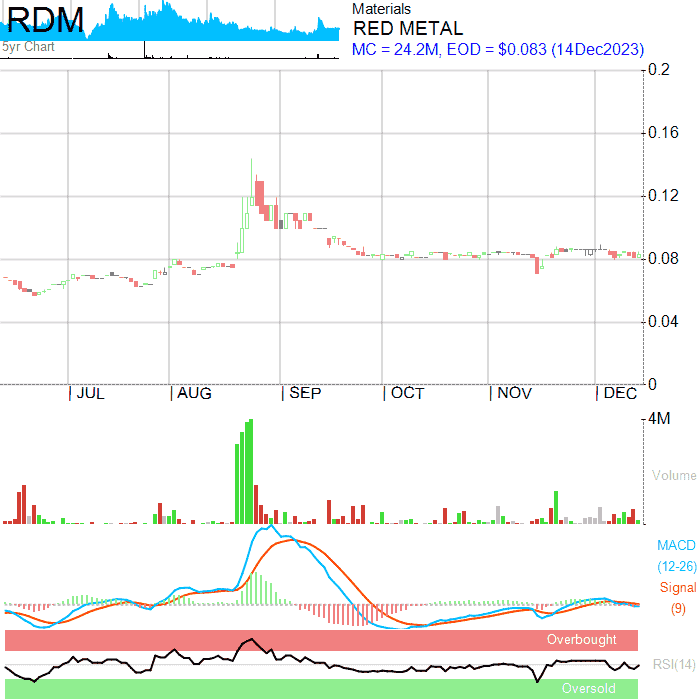 RDM
5yr Chart
Materials
RED METAL
MC = 24.2M, EOD = $0.083 (14Dec2023)
0.2
0.16
0.12
0.08
0.04
0
JUL AUG SEP OCT NOV DEC
4M
Volume
MACD
(12-26)
Signal
(9)
Overbought
RSI(14)
Oversold